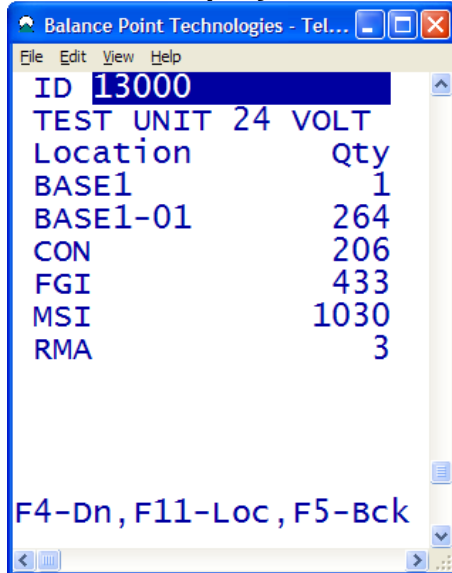 Balance Point Technologies - Tel...
File Edit View Help
ID 13000
TEST UNIT 24 VOLT
Location Qty
BASE1 1
BASE1-01 264
CON 206
FGI 433
MSI 1030
RMA 3
F4-Dn,F11-Loc,F5-Bck